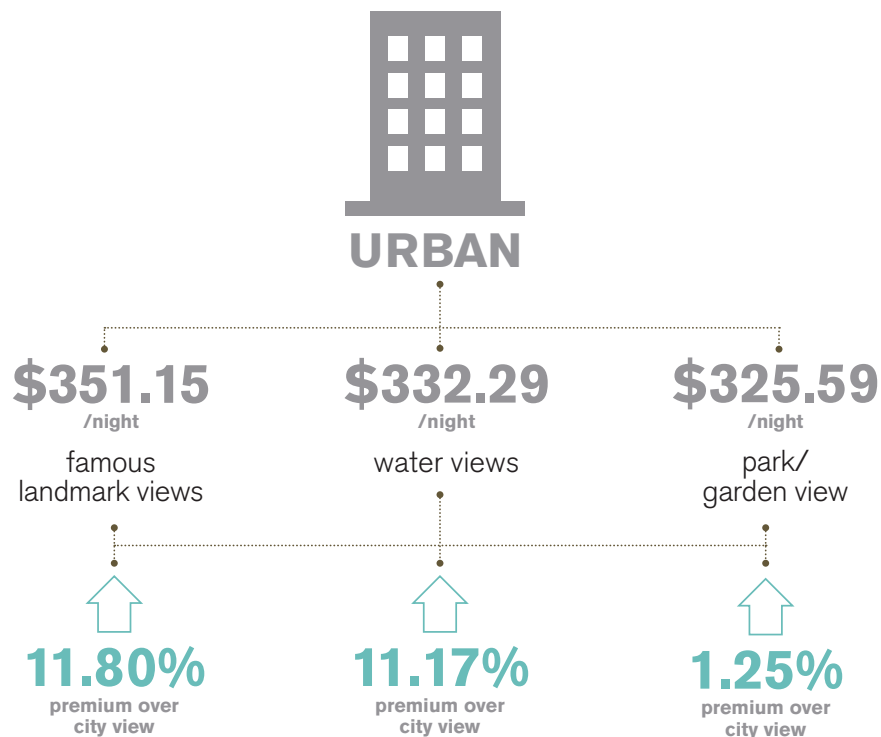 URBAN
$351.15
/night
famous
landmark views
$332.29
/night
water views
$325.59
/night
park/
garden view
11.80%
premium over
city view
11.17%
premium over
city view
1.25%
premium over
city view